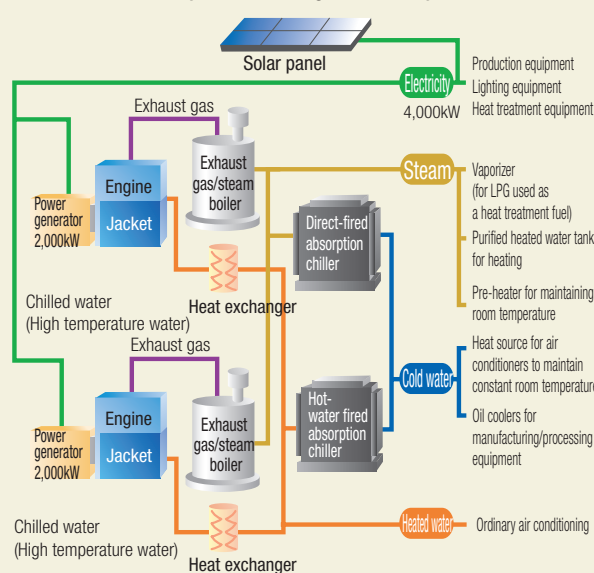 Solar panel
Electricity
4,000kW
Production equipment
Lighting equipment
Heat treatment equipment
Exhaust gas
Exhaust
gas/steam
boiler
Engine
Jacket
Power
generator
2,000kW
Heat exchanger
Chilled water
(High temperature water)
Direct-fired
absorption
chiller
Steam
Vaporizer
(for LPG used as
a heat treatment fuel)
Purified heated water tank
for heating
Pre-heater for maintaining
room temperature
Exhaust gas
Exhaust
gas/steam
boiler
Engine
Jacket
Power
generator
2,000kW
Heat exchanger
Chilled water
(High temperature water)
Hot-
water fired
absorption
chiller
Cold water
Heat source for air
conditioners to maintain
constant room temperature
Oil coolers for
manufacturing/processing
equipment
Heated water
Ordinary air conditioning